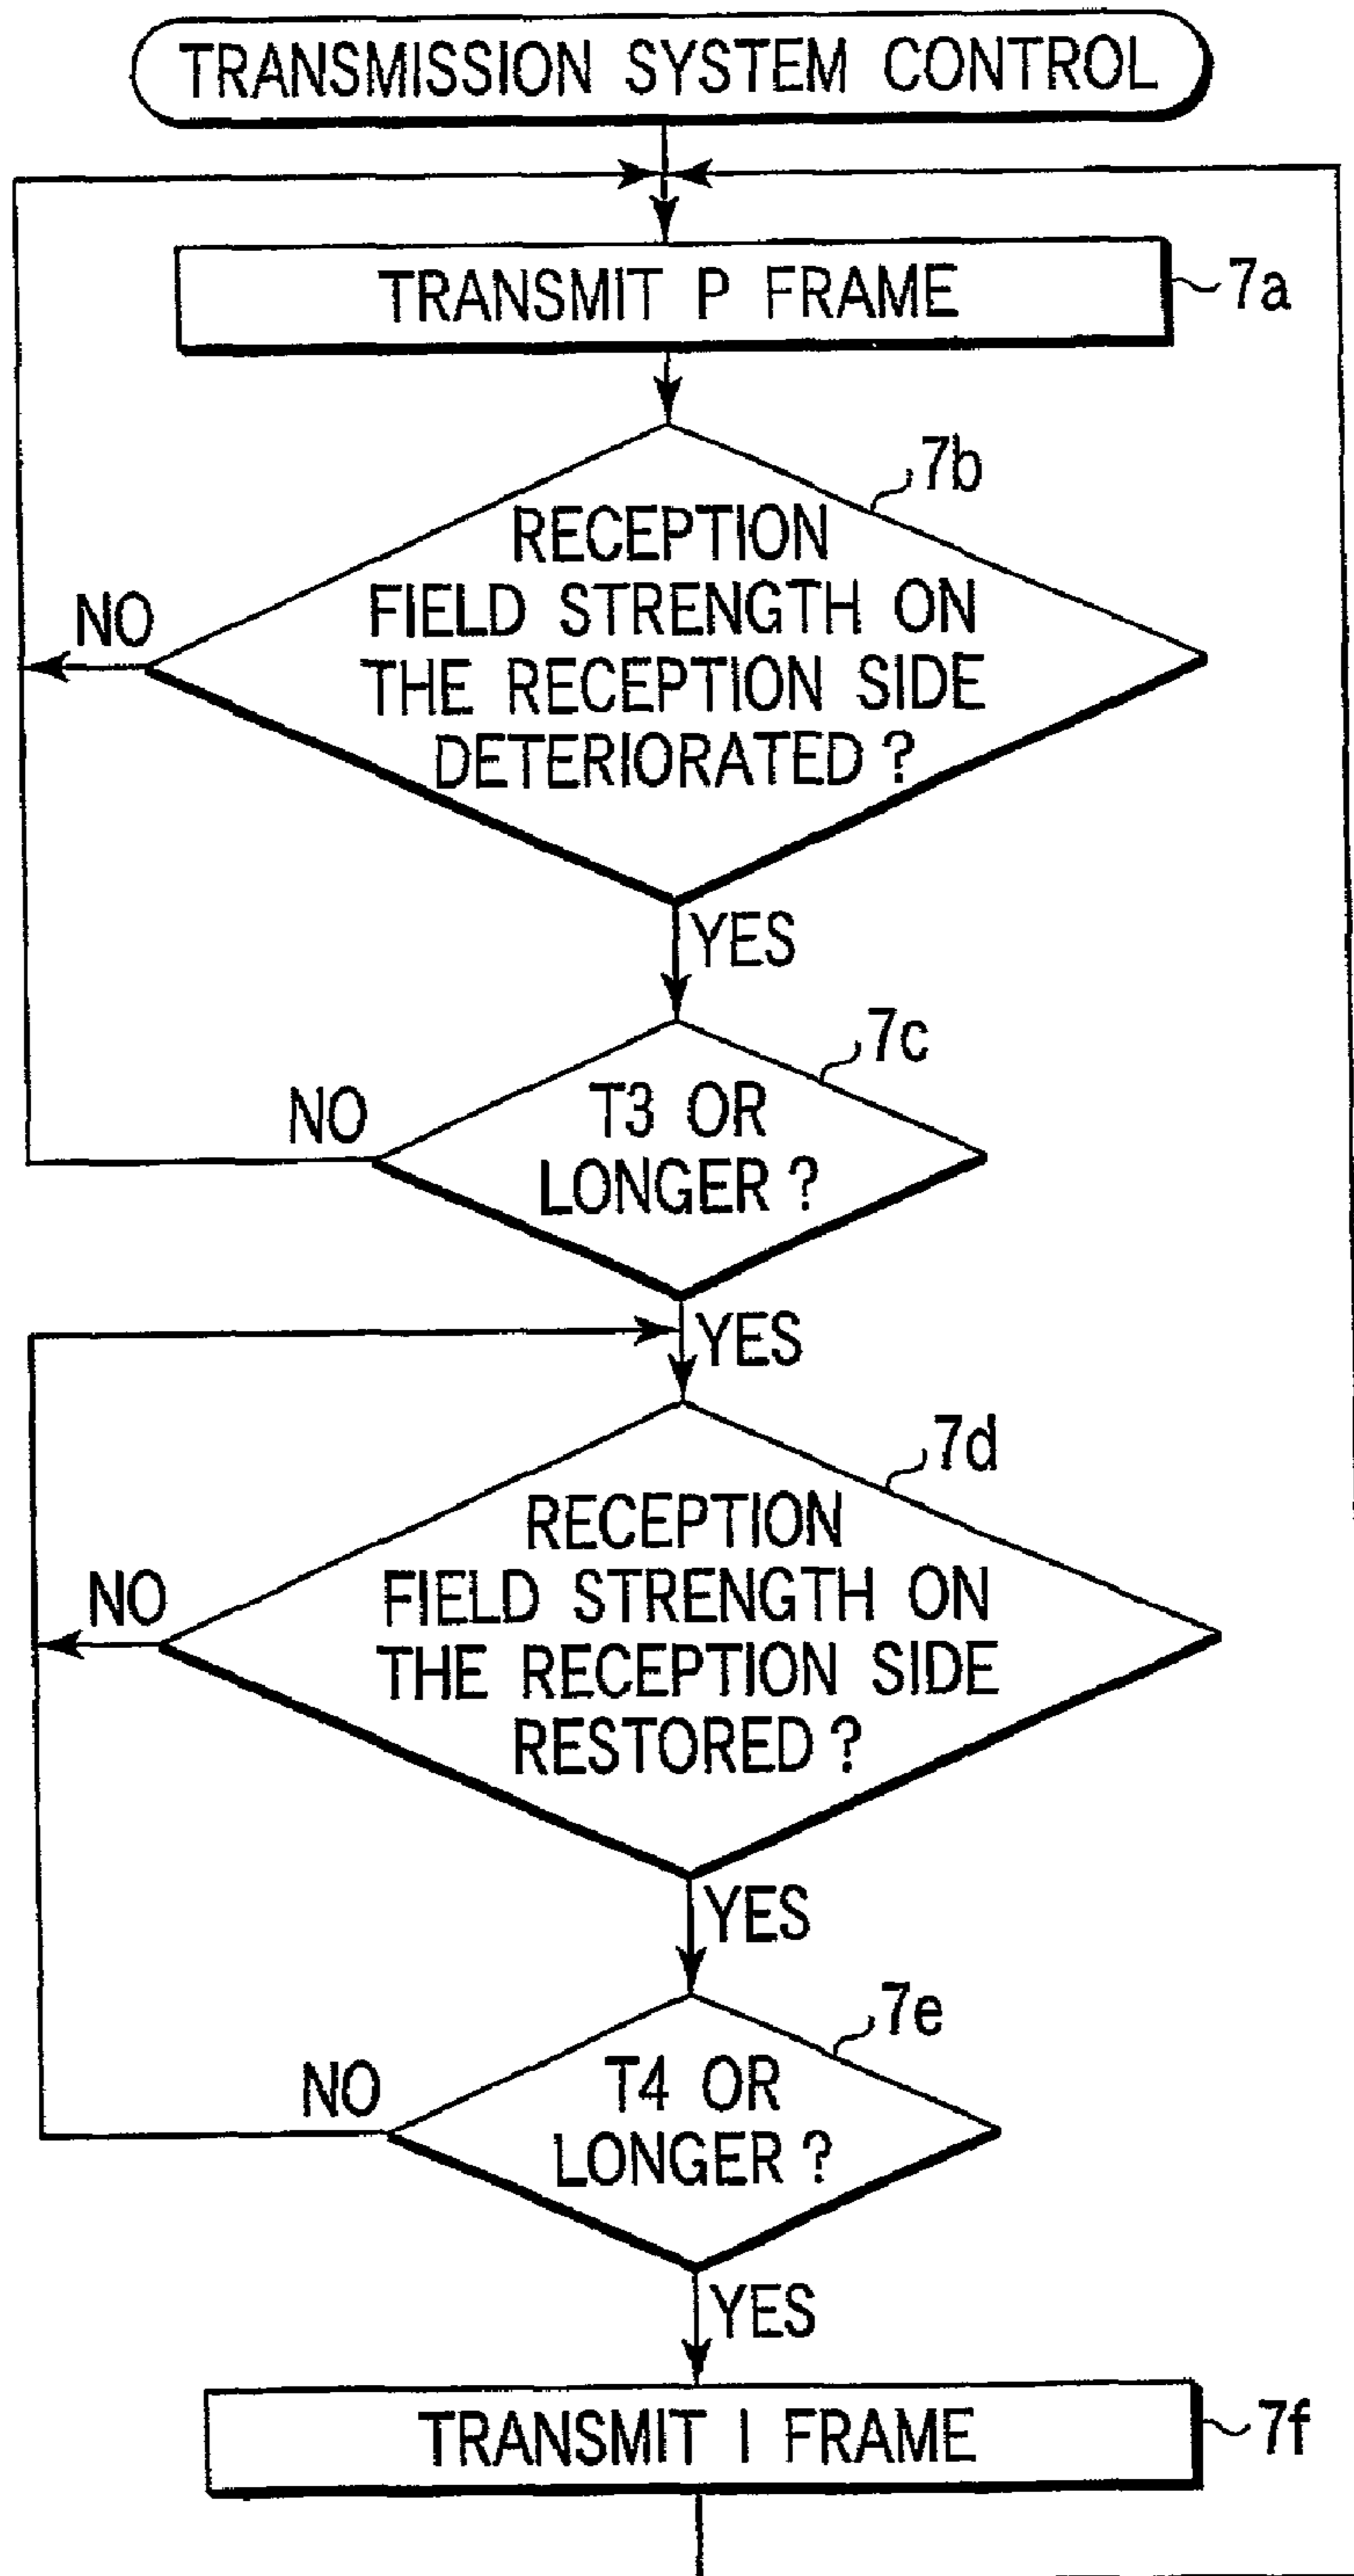 TRANSMISSION SYSTEM CONTROL
TRANSMIT P FRAME
7a
7b
RECEPTION
FIELD STRENGTH ON
THE RECEPTION SIDE
DETERIORATED ?
NO
YES
7c
T3 OR
LONGER ?
NO
YES
7d
RECEPTION
FIELD STRENGTH ON
THE RECEPTION SIDE
RESTORED ?
NO
YES
7e
T4 OR
LONGER ?
NO
YES
TRANSMIT I FRAME
7f